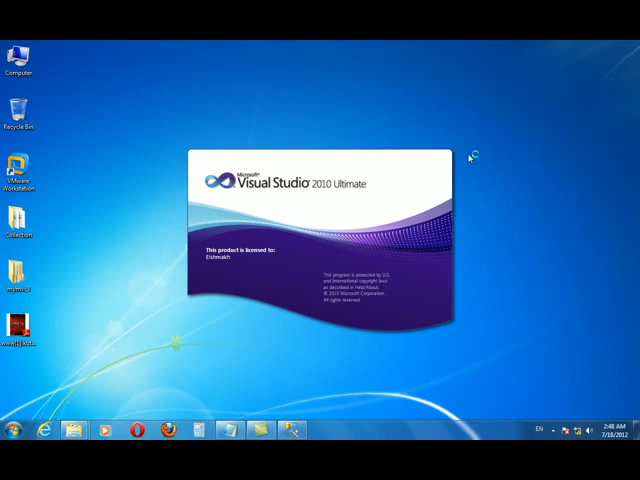 Computer
Recycle Bin
VMware
Workstation
Collection
Microsoft®
Visual Studio® 2010 Ultimate
This product is licensed to:
Elshmakh
This program is protected by U.S.
and International copyright laws
as described in Help/About.
© 2010 Microsoft Corporation.
All rights reserved.
EN
2:48 AM
7/18/2012